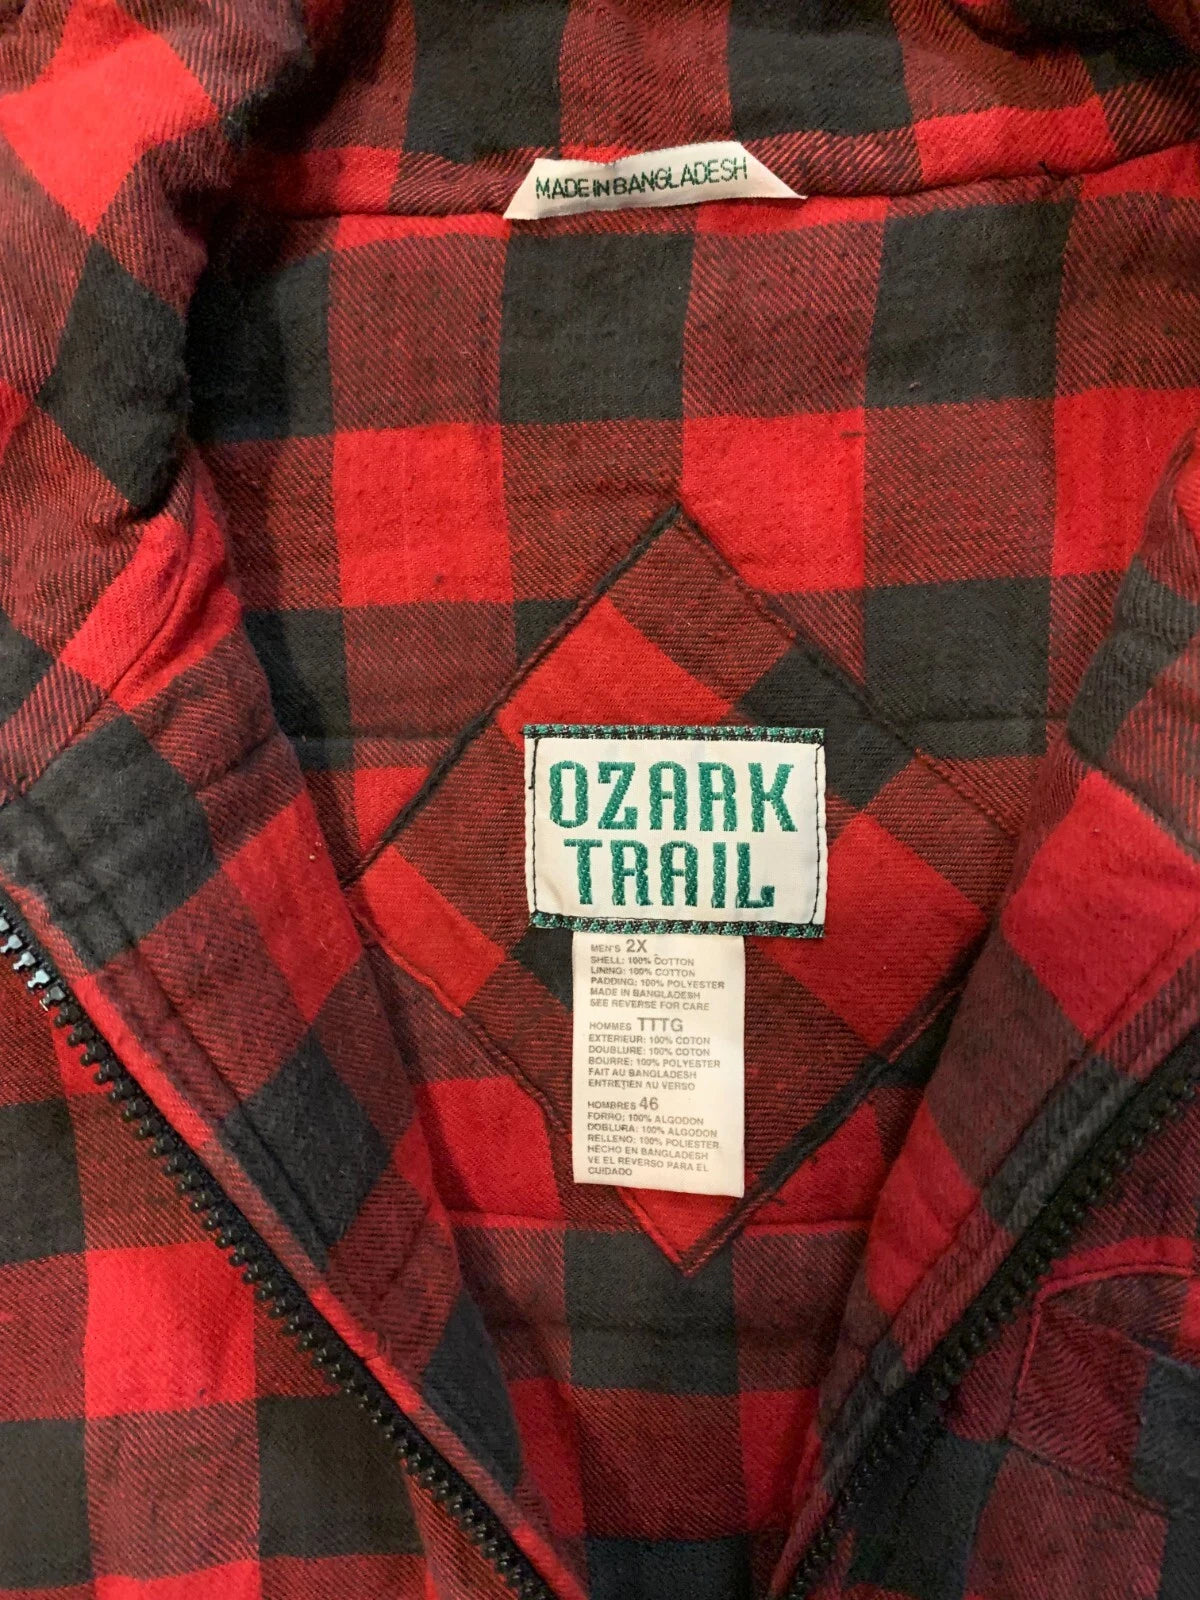 MADE IN BANGLADESH
OZARK
TRAIL
MEN'S 2X
SHELL: 100% COTTON
LINING: 100% COTTON
PADDING: 100% POLYESTER
MADE IN BANGLADESH
SEE REVERSE FOR CARE
HOMMES TTTG
EXTERIEUR: 100% COTON
DOUBLURE: 100% COTON
BOURRE: 100% POLYESTER
FAIT AU BANGLADESH
ENTRETIEN AU VERSO
HOMBRES 46
FORRO: 100% ALGODON
DOBLURA: 100% ALGODON
RELLENO: 100% POLIESTER
HECHO EN BANGLADESH
VE EL REVERSO PARA EL
CUIDADO